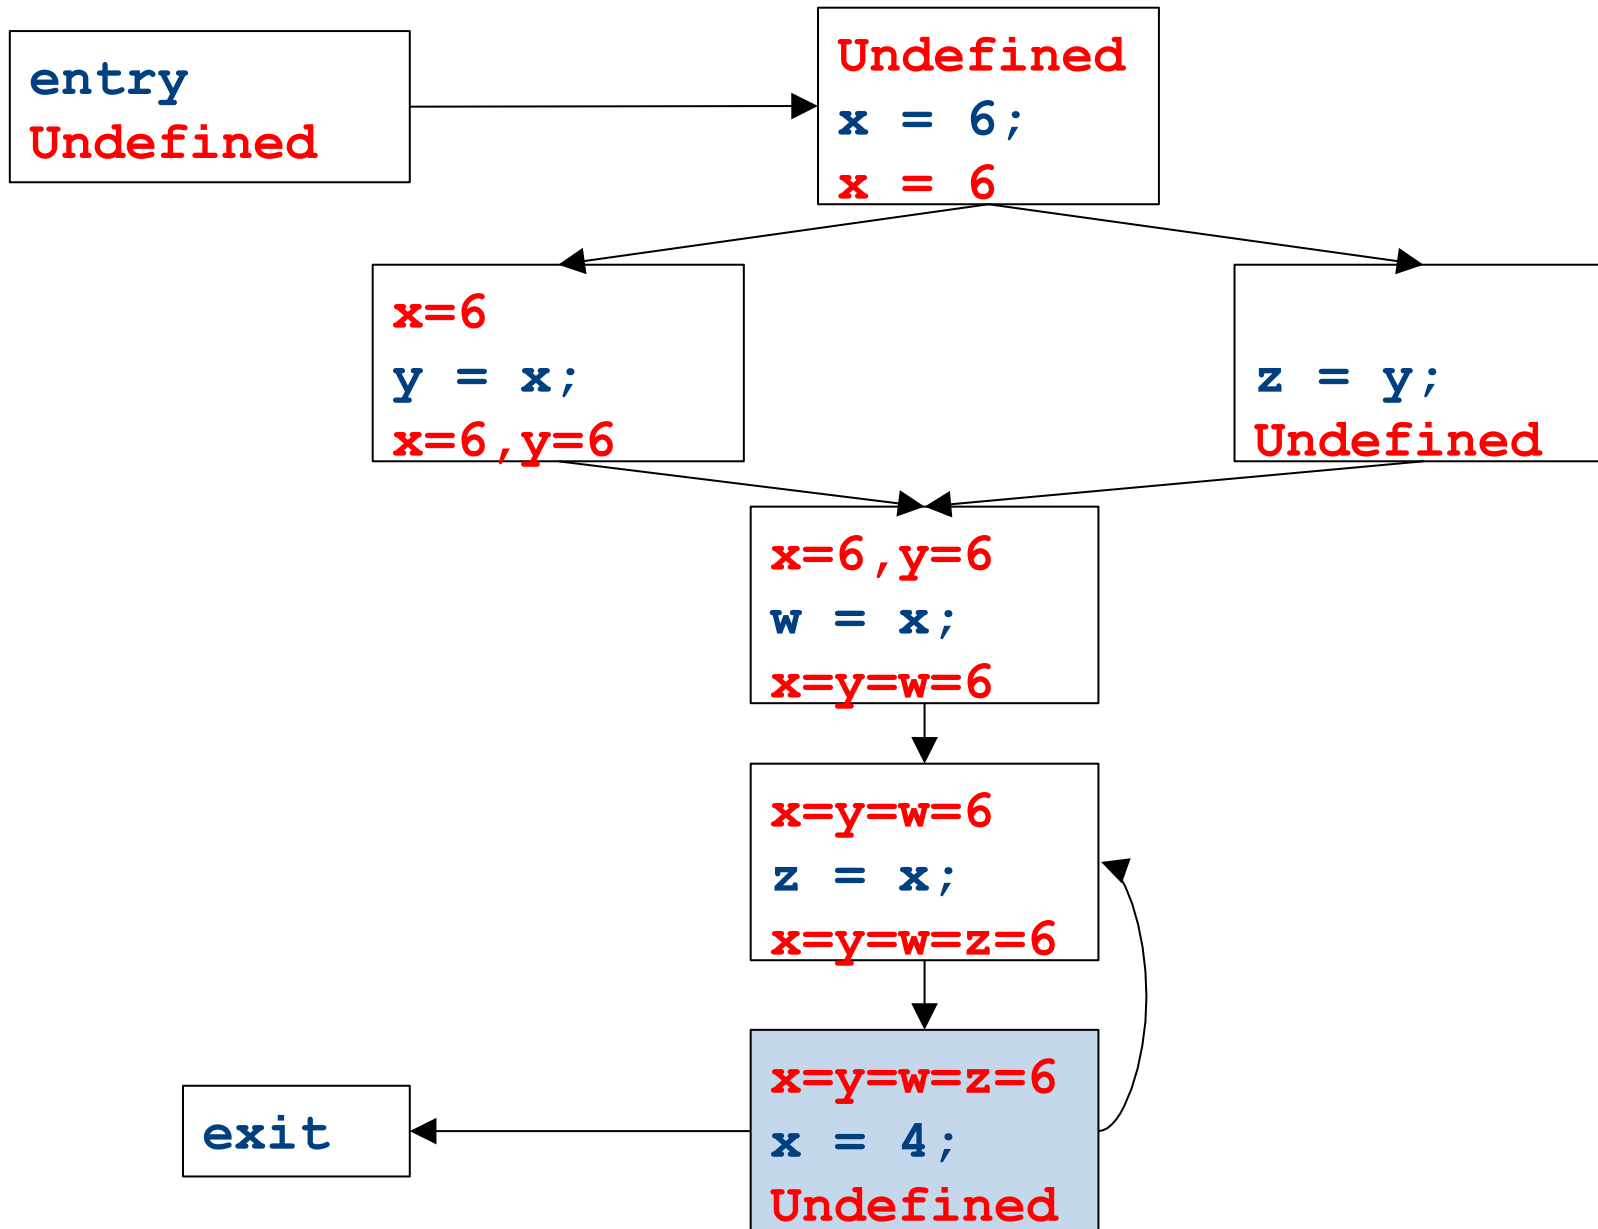 entry
Undefined
Undefined
x = 6;
x = 6
x=6
y = x;
x=6,y=6
z = y;
Undefined
x=6,y=6
w = x;
x=y=w=6
x=y=w=6
z = x;
x=y=w=z=6
x=y=w=z=6
x = 4;
Undefined
exit